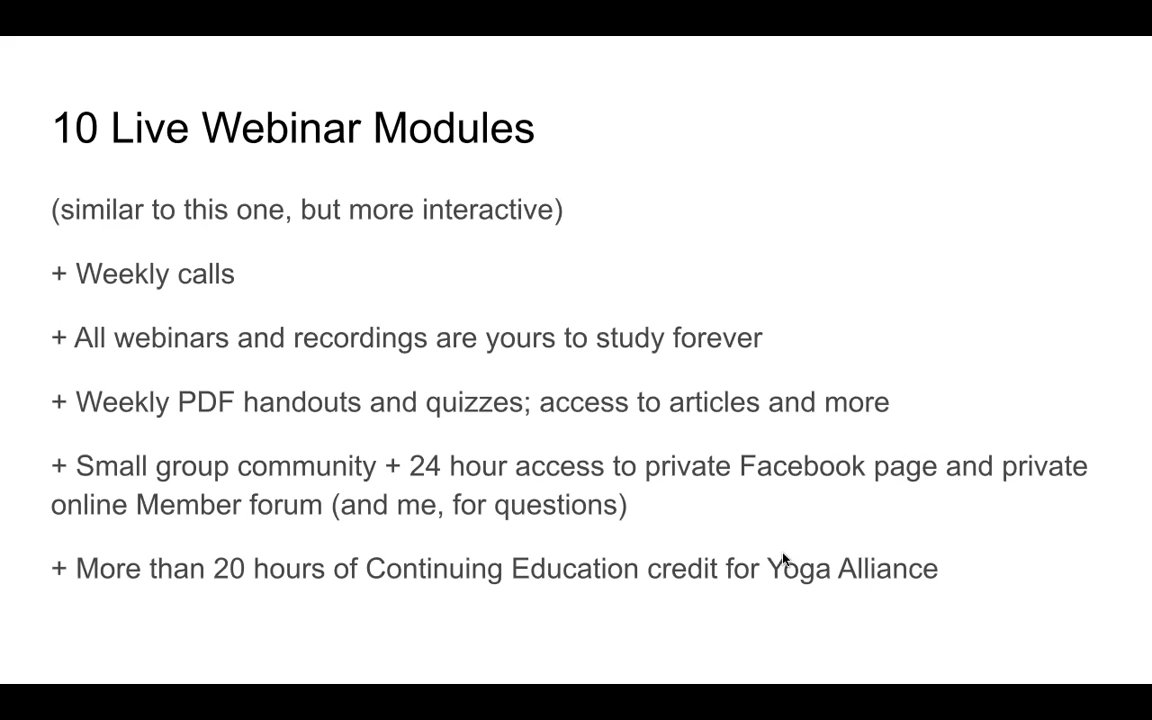 10 Live Webinar Modules
(similar to this one, but more interactive)
+ Weekly calls
+ All webinars and recordings are yours to study forever
+ Weekly PDF handouts and quizzes; access to articles and more
+ Small group community + 24 hour access to private Facebook page and private
online Member forum (and me, for questions)
+ More than 20 hours of Continuing Education credit for Yoga Alliance